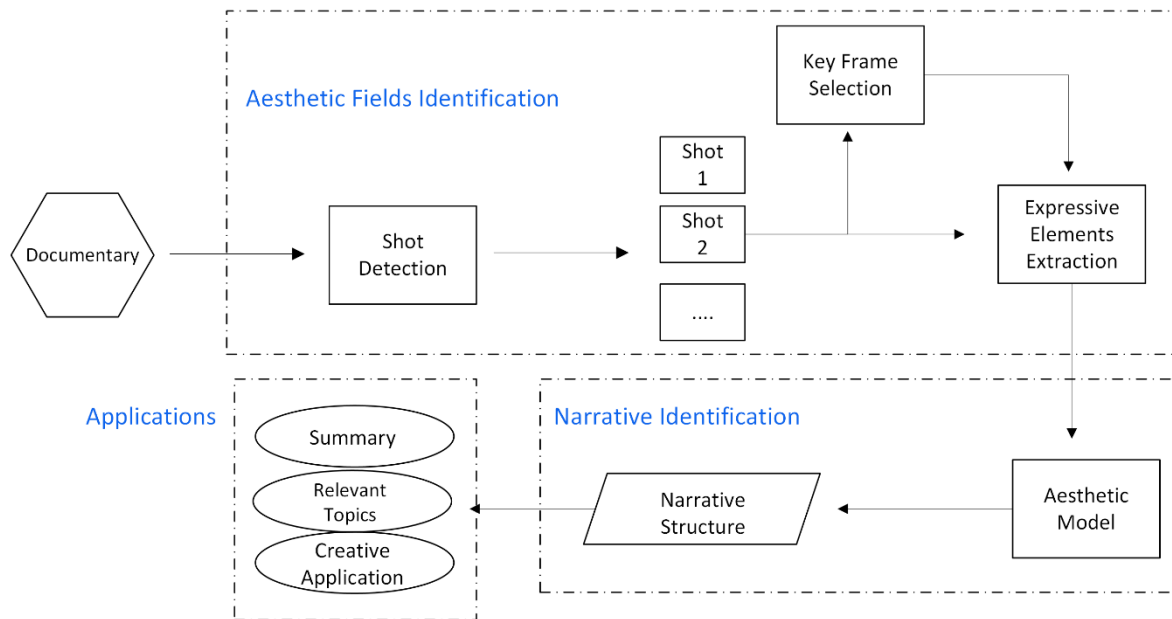 Key Frame
Selection
Aesthetic Fields Identification
Shot
1
Shot
2
....
Documentary
Shot
Detection
Expressive
Elements
Extraction
Applications
Summary
Relevant
Topics
Creative
Application
Narrative Identification
Narrative
Structure
Aesthetic
Model